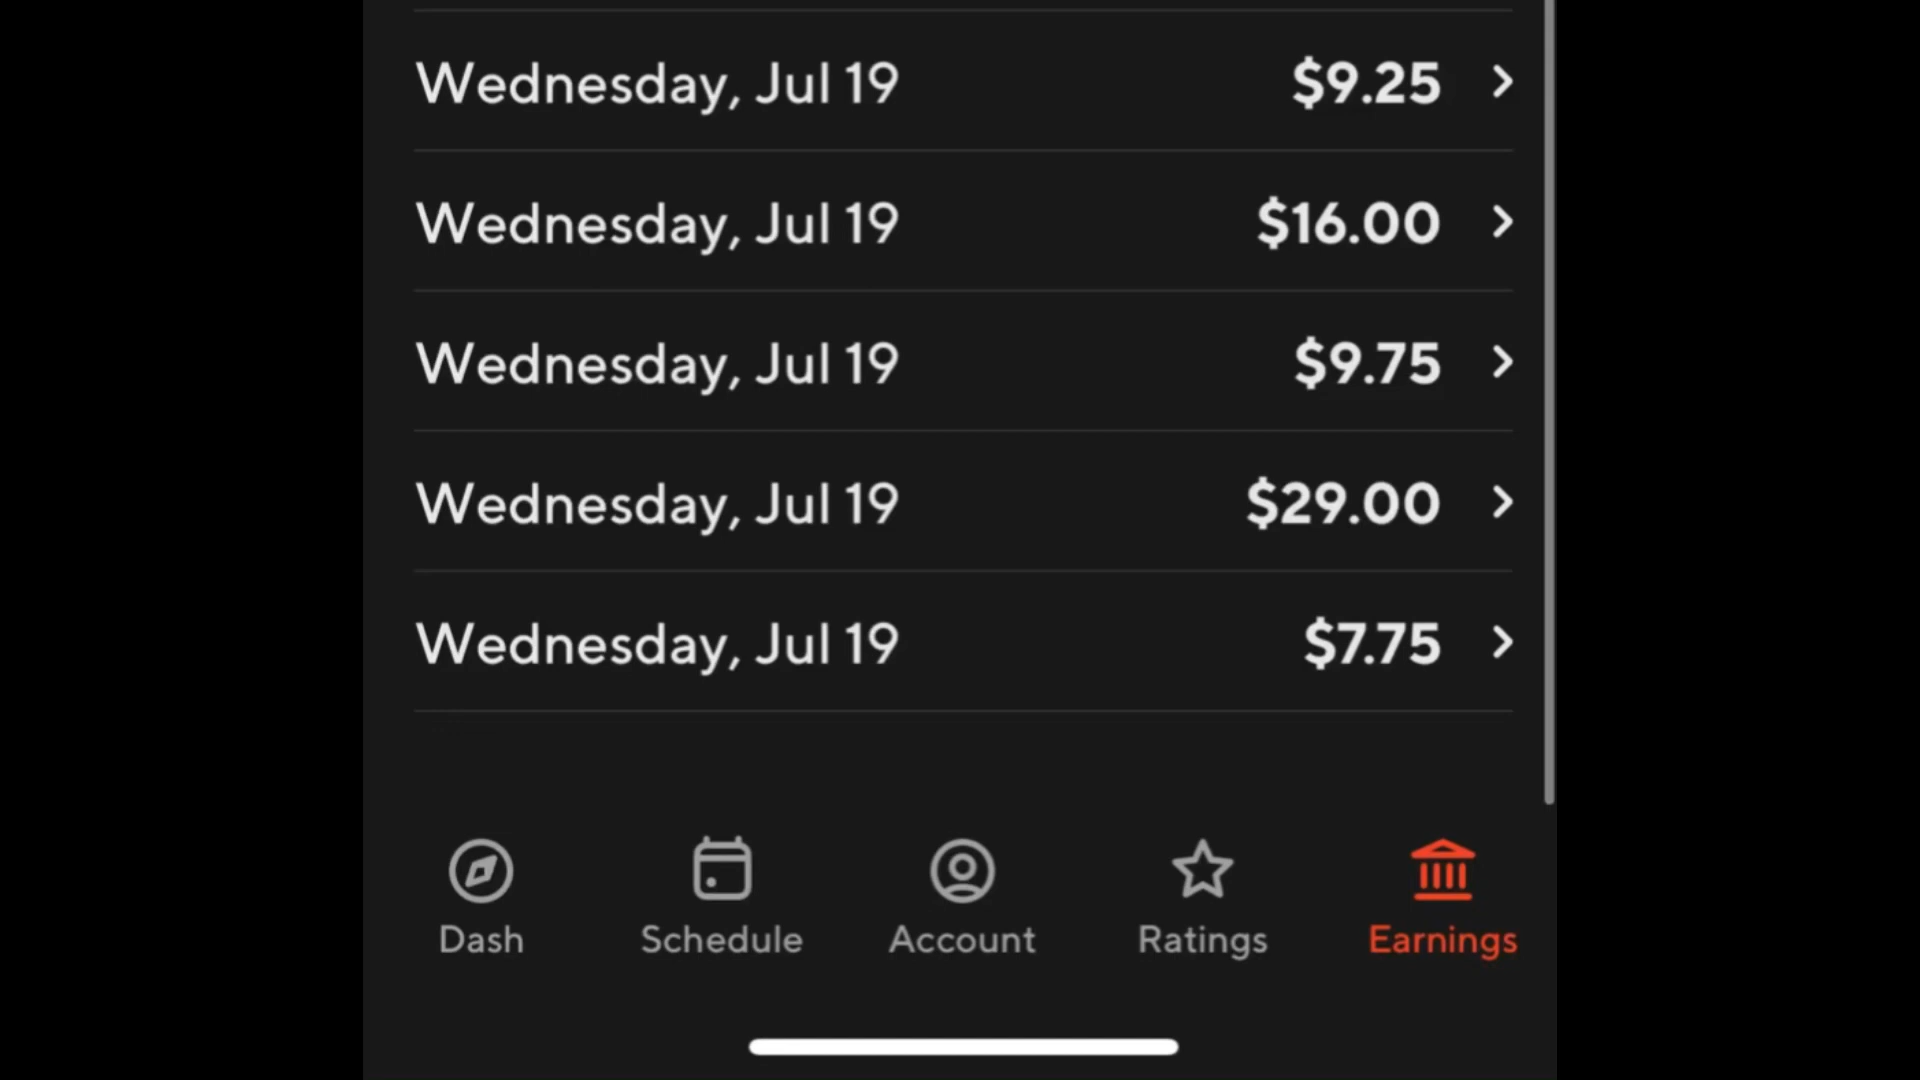 Wednesday, Jul 19 $9.25
Wednesday, Jul 19 $16.00
Wednesday, Jul 19 $9.75
Wednesday, Jul 19 $29.00
Wednesday, Jul 19 $7.75
Dash Schedule Account Ratings Earnings